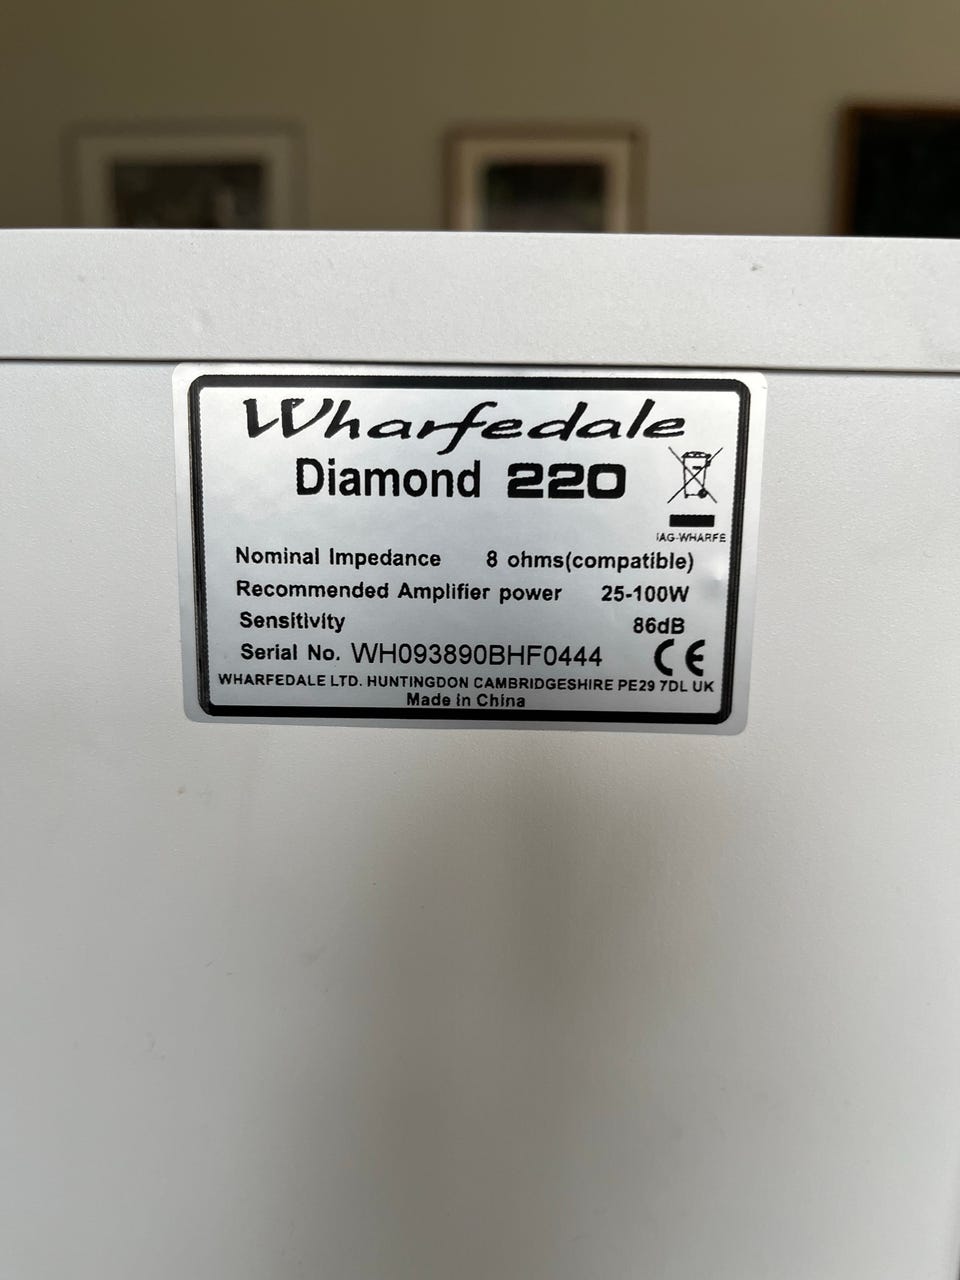 Wharfedale
Diamond 220
IAG-WHARFE
Nominal Impedance 8 ohms(compatible)
Recommended Amplifier power 25-100W
Sensitivity 86dB
Serial No. WH093890BHF0444 CE
WHARFEDALE LTD. HUNTINGDON CAMBRIDGESHIRE PE29 7DL UK
Made in China